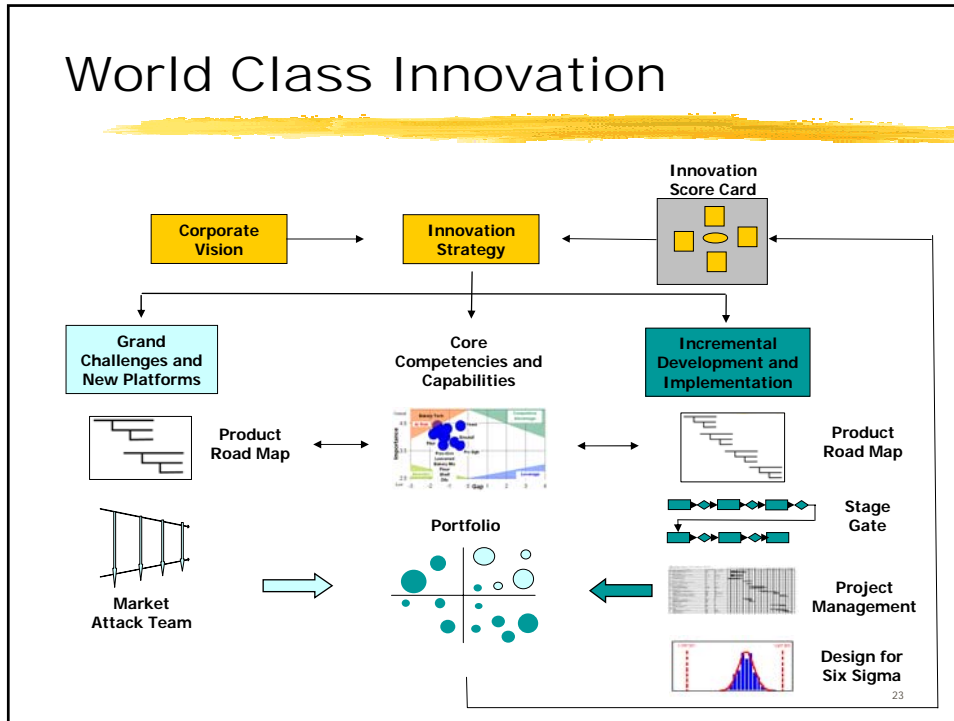 World Class Innovation
Innovation
Score Card
Corporate
Vision
Innovation
Strategy
Grand
Challenges and
New Platforms
Core
Competencies and
Capabilities
Incremental
Development and
Implementation
Product
Road Map
Importance
Gap
Product
Road Map
Stage
Gate
Portfolio
Market
Attack Team
Project
Management
Design for
Six Sigma
23